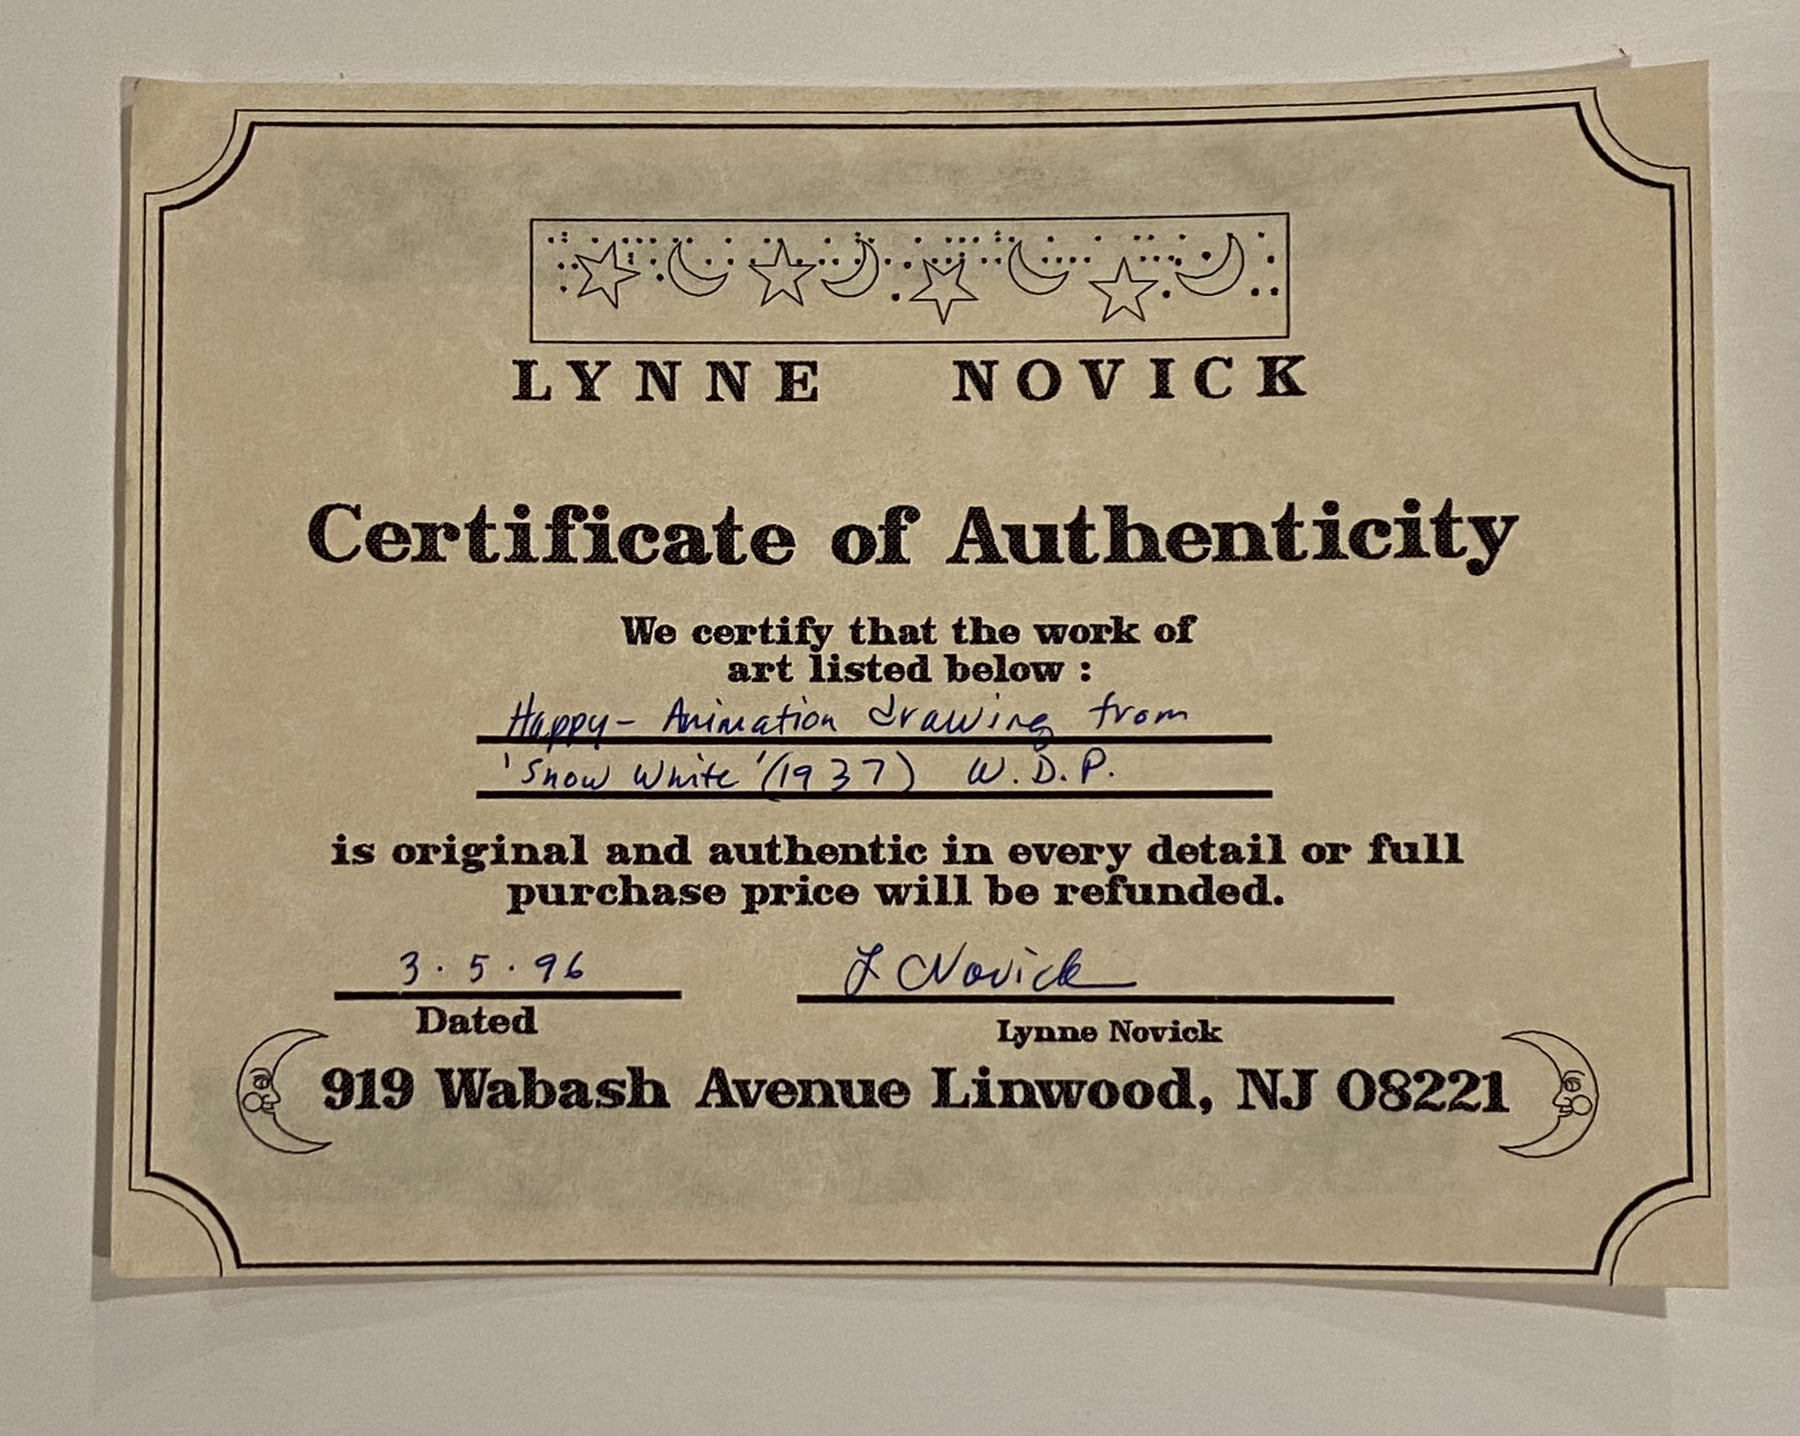 LYNNE NOVICK
Certificate of Authenticity
We certify that the work of
art listed below :
Happy - Animation drawing from
'Snow White' (1937) W.D.P.
is original and authentic in every detail or full
purchase price will be refunded.
3.5.96 L Novick
Dated Lynne Novick
919 Wabash Avenue Linwood, NJ 08221